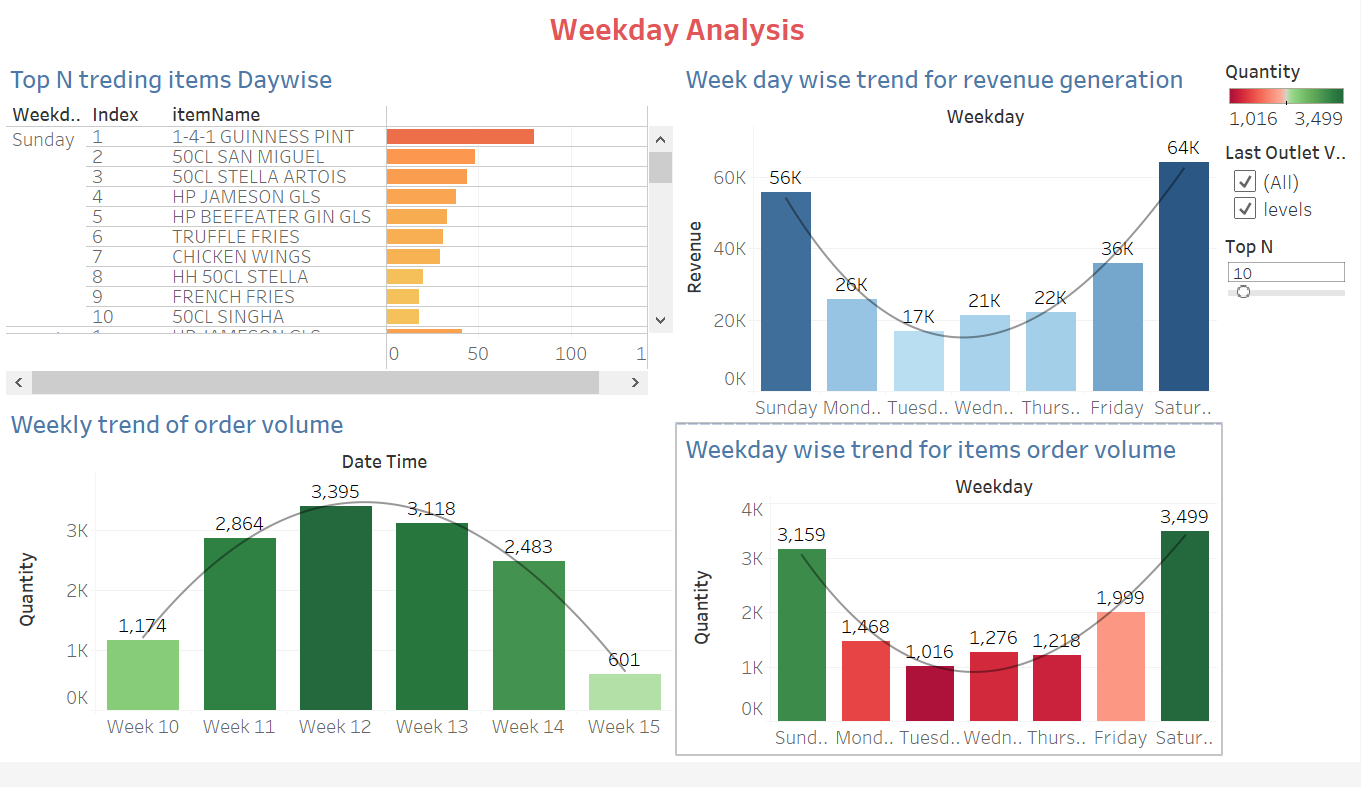 Weekday Analysis
Top N treding items Daywise
Weekd.. Index itemName
Sunday 1 1-4-1 GUINNESS PINT
2 50CL SAN MIGUEL
3 50CL STELLA ARTOIS
4 HP JAMESON GLS
5 HP BEEFEATER GIN GLS
6 TRUFFLE FRIES
7 CHICKEN WINGS
8 HH 50CL STELLA
9 FRENCH FRIES
10 50CL SINGHA
1 HP JAMESON GLS
0 50 100 1
Week day wise trend for revenue generation
Weekday
Revenue
60K
40K
20K
0K
56K 26K 17K 21K 22K 36K 64K
Sunday Mond.. Tuesd.. Wedn.. Thurs.. Friday Satur..
Quantity
1,016 3,499
Last Outlet V..
(All)
levels
Top N
10
Weekly trend of order volume
Date Time
Quantity
3K
2K
1K
0K
1,174 2,864 3,395 3,118 2,483 601
Week 10 Week 11 Week 12 Week 13 Week 14 Week 15
Weekday wise trend for items order volume
Weekday
Quantity
4K
3K
2K
1K
0K
3,159 1,468 1,016 1,276 1,218 1,999 3,499
Sund.. Mond.. Tuesd.. Wedn.. Thurs.. Friday Satur..